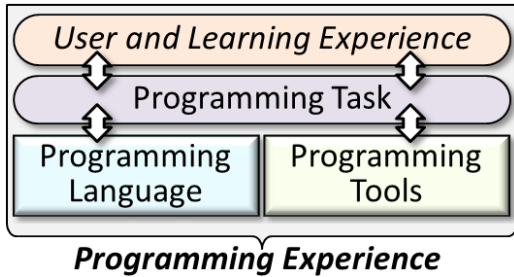 User and Learning Experience
Programming Task
Programming
Language
Programming
Tools
Programming Experience